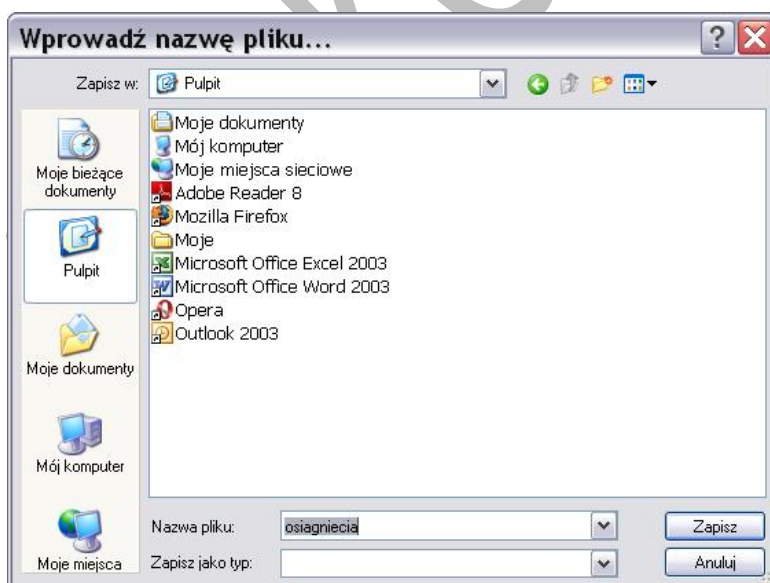 Wprowadź nazwę pliku...
Zapisz w: Pulpit
Moje bieżące
dokumenty
Pulpit
Moje dokumenty
Mój komputer
Moje miejsca
Moje dokumenty
Mój komputer
Moje miejsca sieciowe
Adobe Reader 8
Mozilla Firefox
Moje
Microsoft Office Excel 2003
Microsoft Office Word 2003
Opera
Outlook 2003
Nazwa pliku: osiagniecia Zapisz
Zapisz jako typ: Anuluj